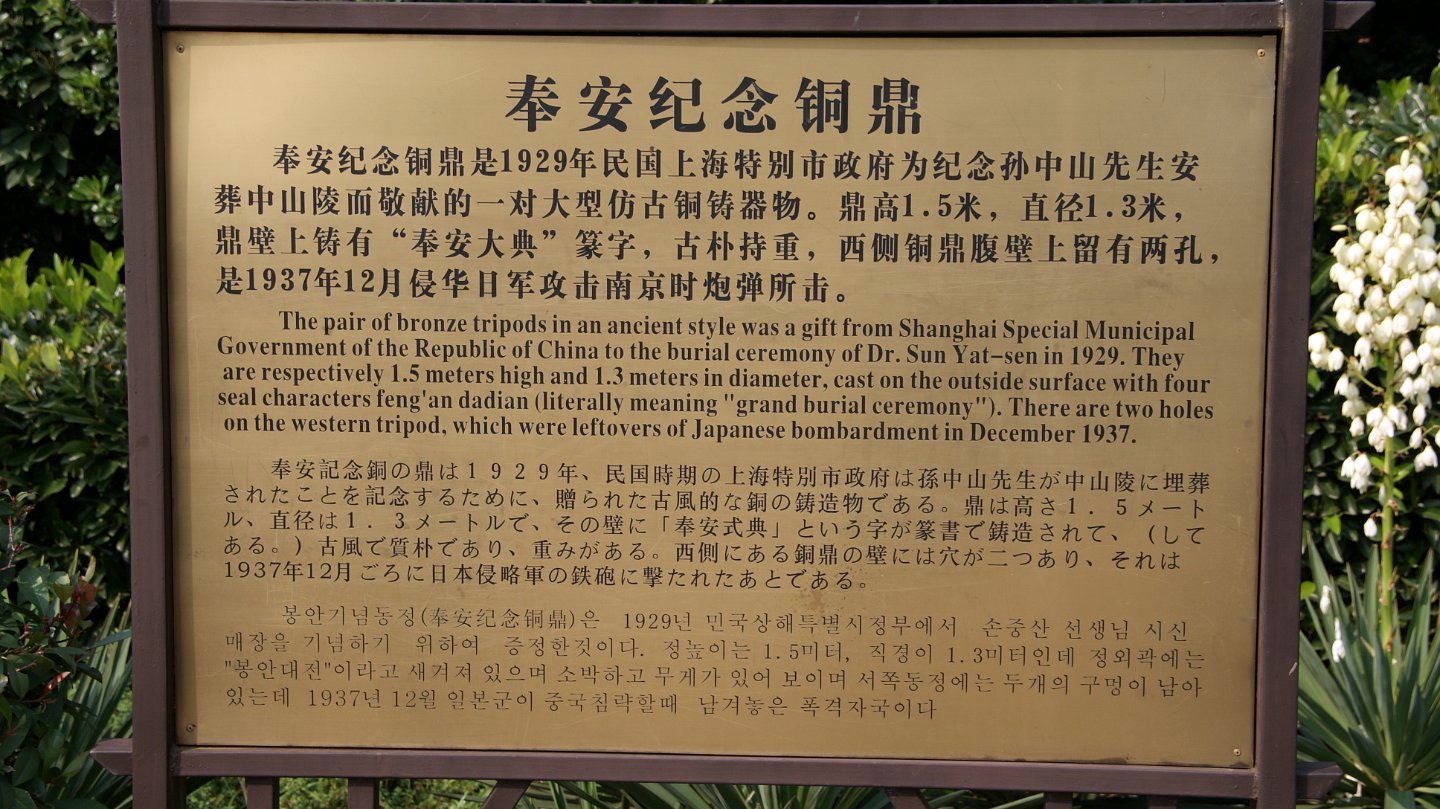 奉安纪念铜鼎
奉安纪念铜鼎是1929年民国上海特别市政府为纪念孙中山先生安
葬中山陵而敬献的一对大型仿古铜铸器物。鼎高1.5米，直径1.3米，
鼎壁上铸有“奉安大典”篆字，古朴持重，西侧铜鼎腹壁上留有两孔，
是1937年12月侵华日军攻击南京时炮弹所击。
The pair of bronze tripods in an ancient style was a gift from Shanghai Special Municipal
Government of the Republic of China to the burial ceremony of Dr. Sun Yat-sen in 1929. They
are respectively 1.5 meters high and 1.3 meters in diameter, cast on the outside surface with four
seal characters feng'an dadian (literally meaning "grand burial ceremony"). There are two holes
on the western tripod, which were leftovers of Japanese bombardment in December 1937.
奉安記念銅の鼎は１９２９年、民国時期の上海特別市政府は孫中山先生が中山陵に埋葬
されたことを記念するために、贈られた古風的な銅の鋳造物である。鼎は高さ１．５メート
ル、直径は１．３メートルで、その壁に「奉安式典」という字が篆書で鋳造されて、（して
ある。）古風で質朴であり、重みがある。西側にある銅鼎の壁には穴が二つあり、それは
1937年12月ごろに日本侵略軍の鉄砲に撃たれたあとである。
봉안기념동정(奉安纪念铜鼎)은 1929년 민국상해특별시정부에서 손중산 선생님 시신
매장을 기념하기 위하여 증정한것이다. 정높이는 1.5미터, 직경이 1.3미터인데 정외곽에는
"봉안대전"이라고 새겨져 있으며 소박하고 무게가 있어 보이며 서쪽동정에는 두개의 구멍이 남아
있는데 1937년 12월 일본군이 중국침략할때 남겨놓은 폭격자국이다